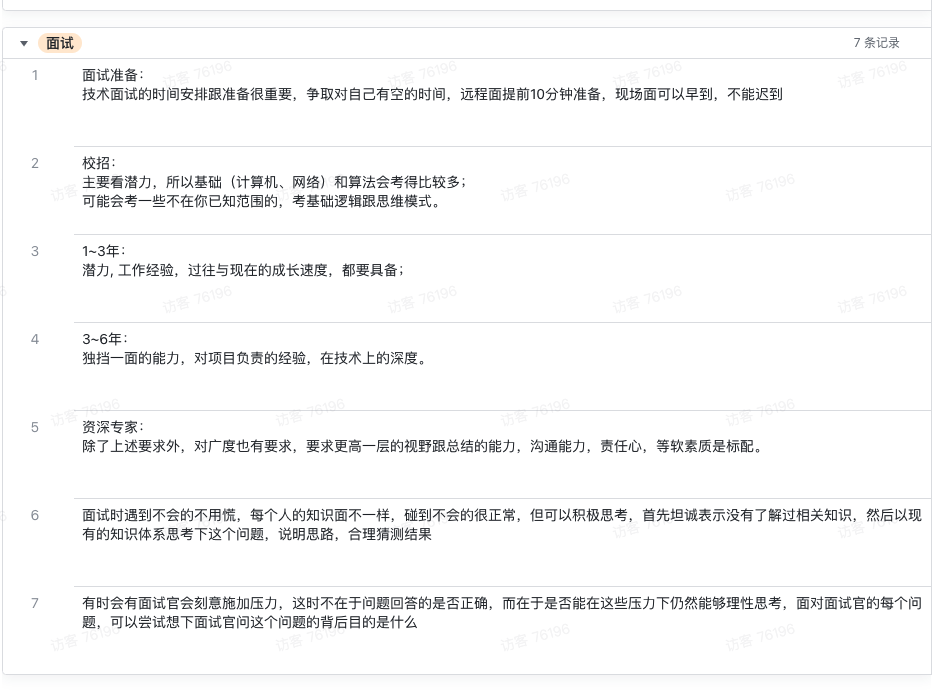 面试
7 条记录
1
面试准备：
技术面试的时间安排跟准备很重要，争取对自己有空的时间，远程面提前10分钟准备，现场面可以早到，不能迟到
2
校招：
主要看潜力，所以基础（计算机、网络）和算法会考得比较多；
可能会考一些不在你已知范围的，考基础逻辑跟思维模式。
3
1~3年：
潜力, 工作经验，过往与现在的成长速度，都要具备；
4
3~6年：
独挡一面的能力，对项目负责的经验，在技术上的深度。
5
资深专家：
除了上述要求外，对广度也有要求，要求更高一层的视野跟总结的能力，沟通能力，责任心，等软素质是标配。
6
面试时遇到不会的不用慌，每个人的知识面不一样，碰到不会的很正常，但可以积极思考，首先坦诚表示没有了解过相关知识，然后以现
有的知识体系思考下这个问题，说明思路，合理猜测结果
7
有时会有面试官会刻意施加压力，这时不在于问题回答的是否正确，而在于是否能在这些压力下仍然能够理性思考，面对面试官的每个问
题，可以尝试想下面试官问这个问题的背后目的是什么
访客 76196